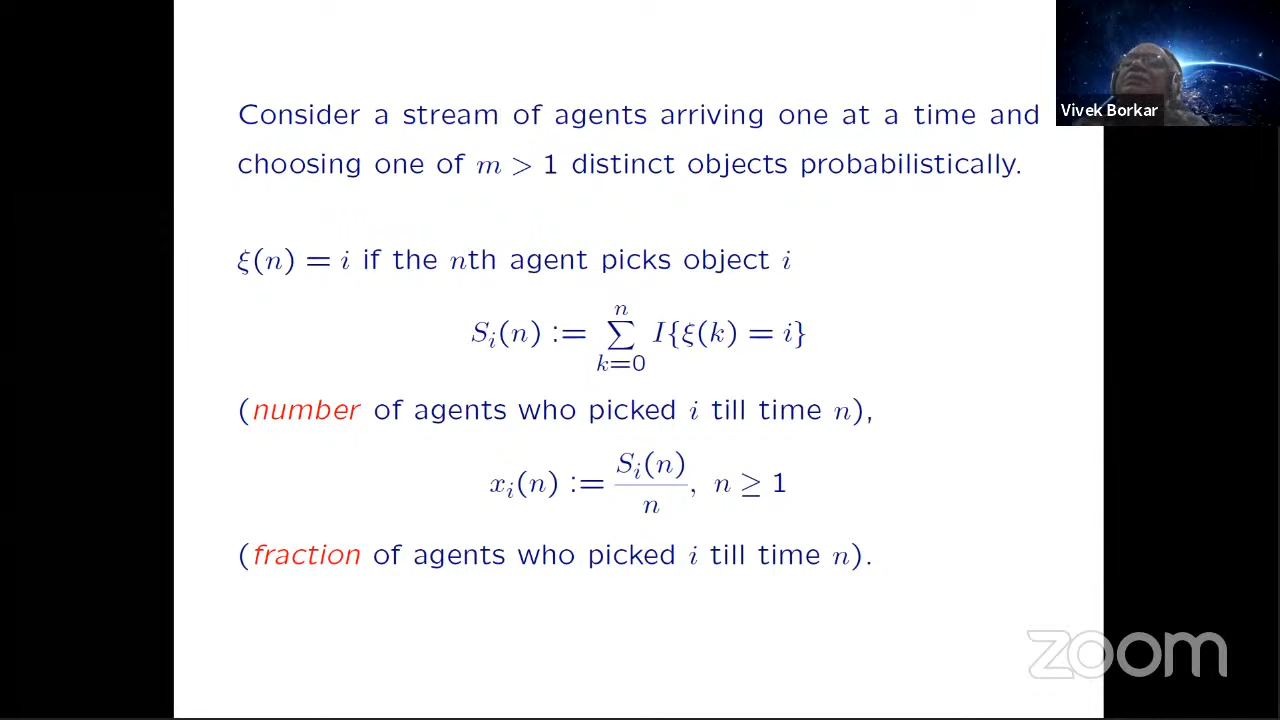 Consider a stream of agents arriving one at a time and
choosing one of m > 1 distinct objects probabilistically.
ξ(n) = i if the nth agent picks object i
S_i(n) := ∑_{k=0}^{n} I{ξ(k) = i}
(number of agents who picked i till time n),
x_i(n) := S_i(n)/n, n ≥ 1
(fraction of agents who picked i till time n).
Vivek Borkar
zoom